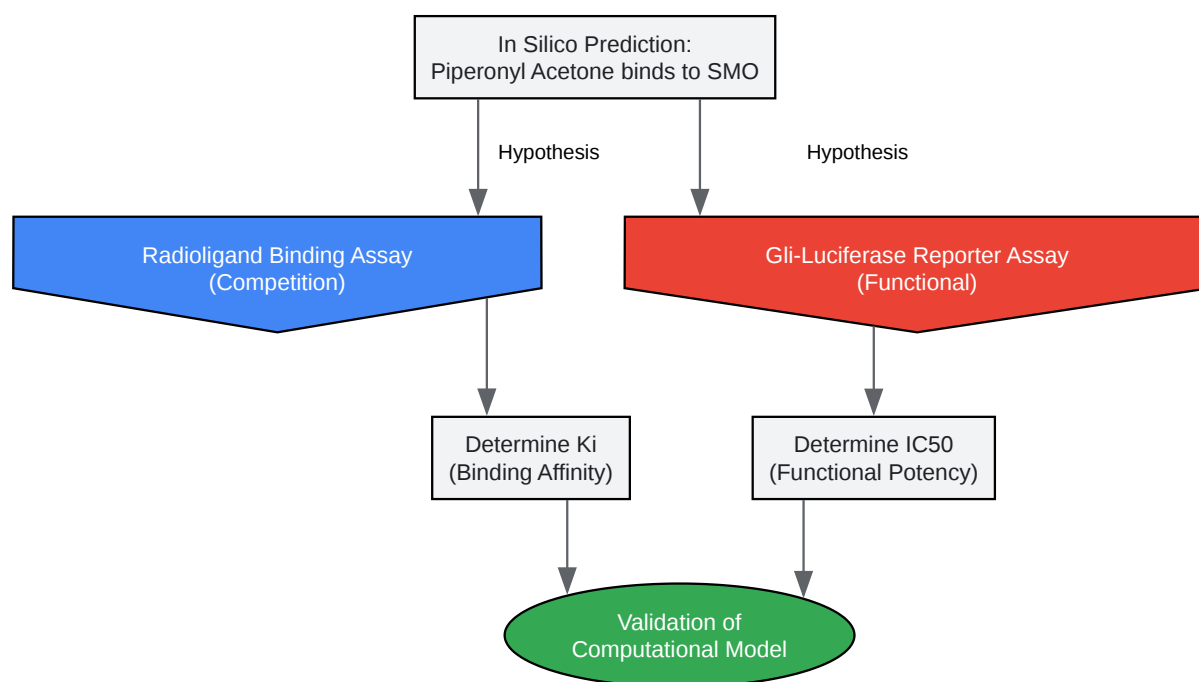 In Silico Prediction:
Piperonyl Acetone binds to SMO
Hypothesis
Hypothesis
Radioligand Binding Assay
(Competition)
Gli-Luciferase Reporter Assay
(Functional)
Determine Ki
(Binding Affinity)
Determine IC50
(Functional Potency)
Validation of
Computational Model